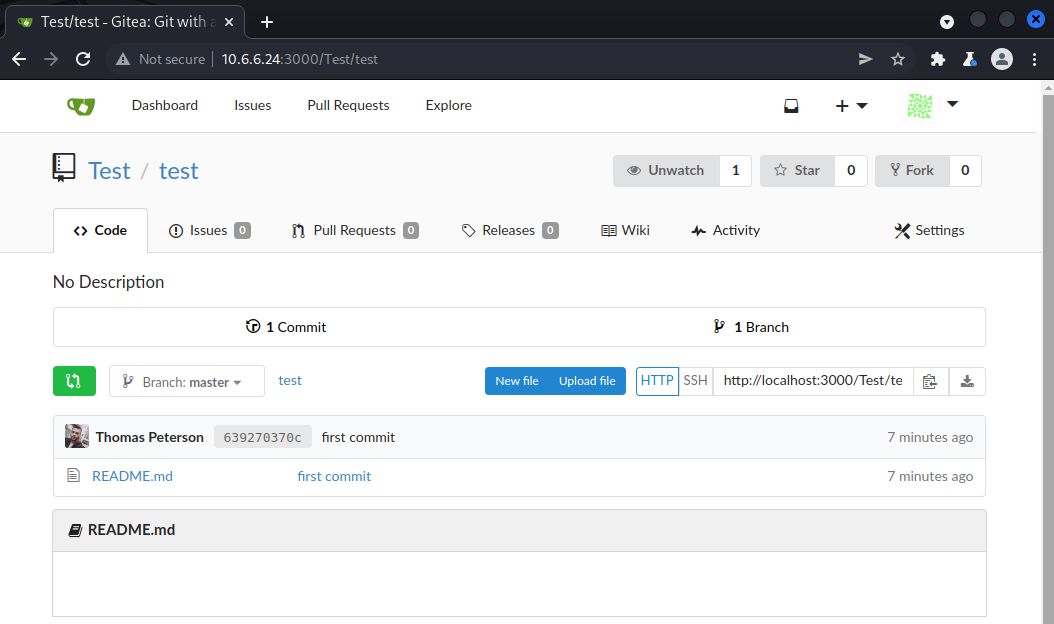 Test/test - Gitea: Git with a
Not secure 10.6.6.24:3000/Test/test
Dashboard Issues Pull Requests Explore
Test / test Unwatch 1 Star 0 Fork 0
Code Issues 0 Pull Requests 0 Releases 0 Wiki Activity Settings
No Description
1 Commit 1 Branch
Branch: master test New file Upload file HTTP SSH http://localhost:3000/Test/te
Thomas Peterson 639270370c first commit 7 minutes ago
README.md first commit 7 minutes ago
README.md